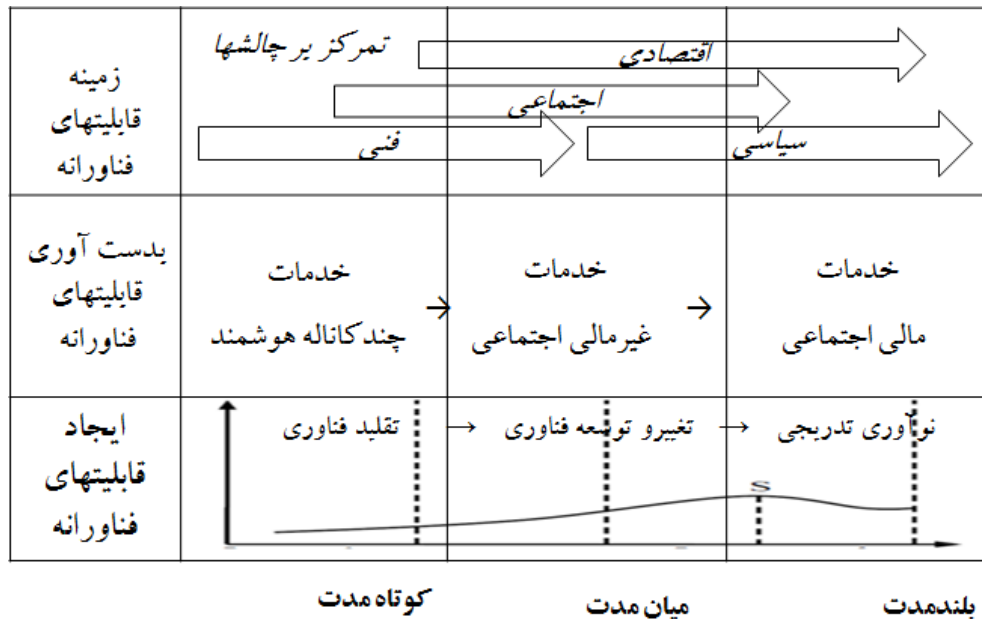 زمینه
قابلیتهای
فناورانه
تمرکز بر چالشها
اقتصادی
اجتماعی
فنی
سیاسی
بدست آوری
قابلیتهای
فناورانه
خدمات
چندکاناله هوشمند
→
خدمات
غیرمالی اجتماعی
→
خدمات
مالی اجتماعی
ایجاد
قابلیتهای
فناورانه
تقلید فناوری
→
تغییرو توسعه فناوری
→
نوآوری تدریجی
S
کوتاه مدت
میان مدت
بلندمدت